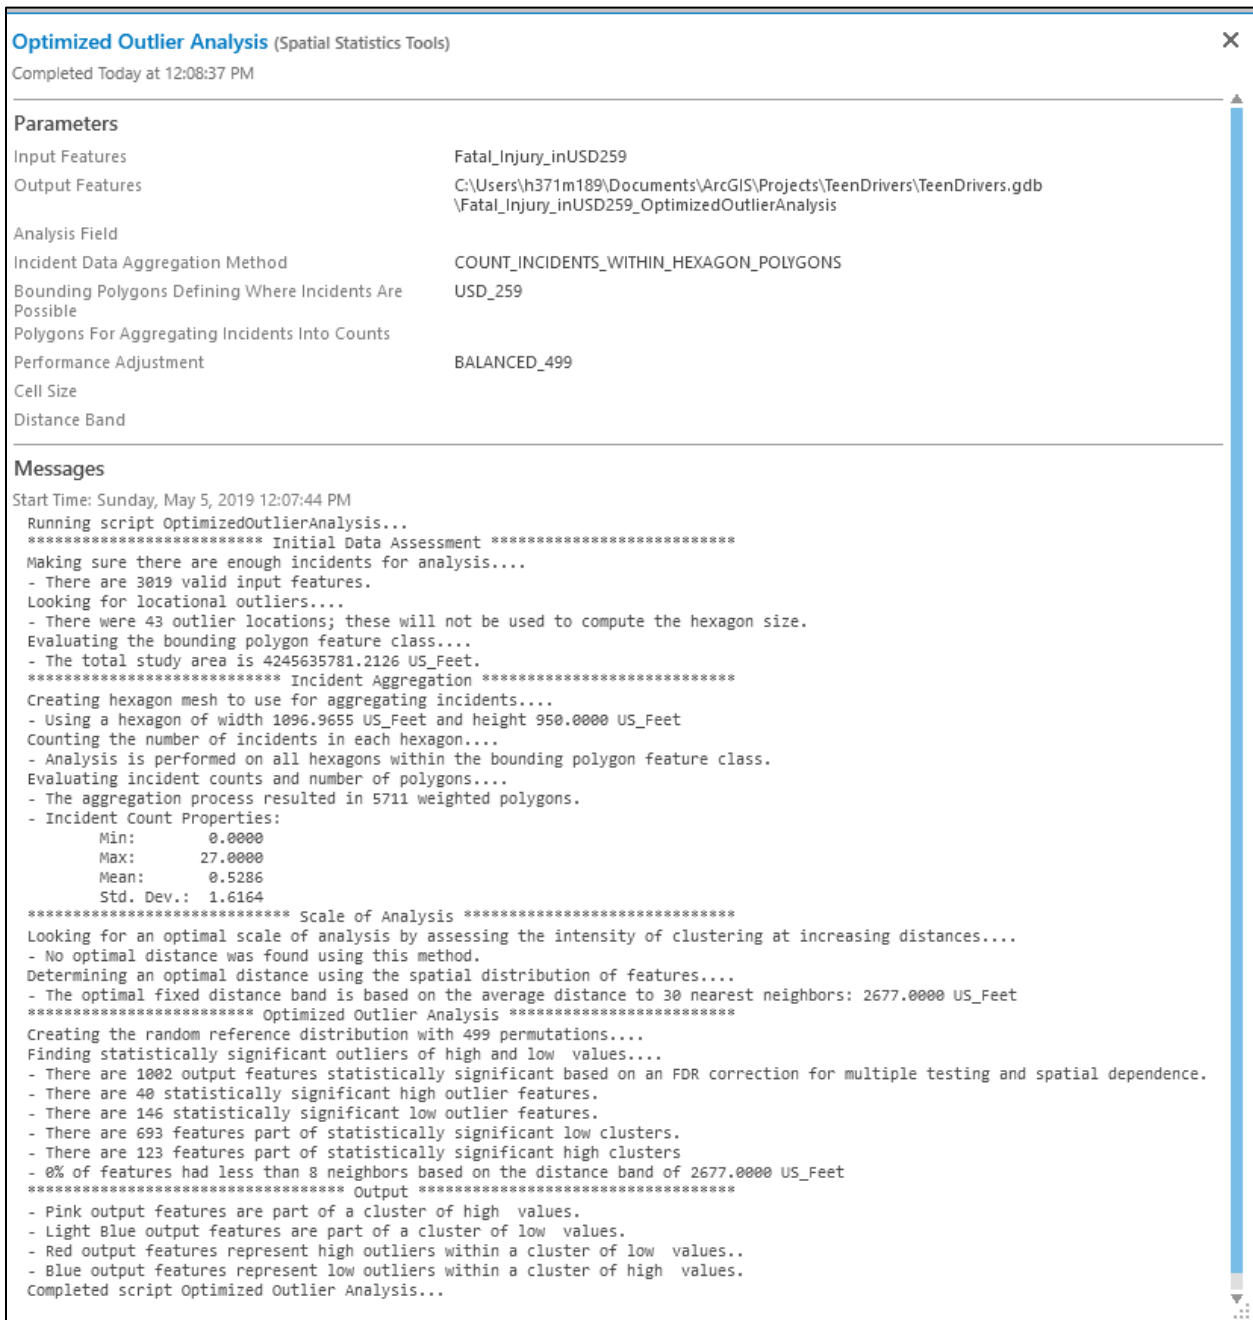 Optimized Outlier Analysis (Spatial Statistics Tools)
Completed Today at 12:08:37 PM
Parameters
Input Features Fatal_Injury_inUSD259
Output Features C:\Users\h371m189\Documents\ArcGIS\Projects\TeenDrivers\TeenDrivers.gdb
\Fatal_Injury_inUSD259_OptimizedOutlierAnalysis
Analysis Field
Incident Data Aggregation Method COUNT_INCIDENTS_WITHIN_HEXAGON_POLYGONS
Bounding Polygons Defining Where Incidents Are USD_259
Possible
Polygons For Aggregating Incidents Into Counts
Performance Adjustment BALANCED_499
Cell Size
Distance Band
Messages
Start Time: Sunday, May 5, 2019 12:07:44 PM
Running script OptimizedOutlierAnalysis...
************************** Initial Data Assessment ***************************
Making sure there are enough incidents for analysis....
- There are 3019 valid input features.
Looking for locational outliers....
- There were 43 outlier locations; these will not be used to compute the hexagon size.
Evaluating the bounding polygon feature class....
- The total study area is 4245635781.2126 US_Feet.
**************************** Incident Aggregation ****************************
Creating hexagon mesh to use for aggregating incidents....
- Using a hexagon of width 1096.9655 US_Feet and height 950.0000 US_Feet
Counting the number of incidents in each hexagon....
- Analysis is performed on all hexagons within the bounding polygon feature class.
Evaluating incident counts and number of polygons....
- The aggregation process resulted in 5711 weighted polygons.
- Incident Count Properties:
Min: 0.0000
Max: 27.0000
Mean: 0.5286
Std. Dev.: 1.6164
***************************** Scale of Analysis ******************************
Looking for an optimal scale of analysis by assessing the intensity of clustering at increasing distances....
- No optimal distance was found using this method.
Determining an optimal distance using the spatial distribution of features....
- The optimal fixed distance band is based on the average distance to 30 nearest neighbors: 2677.0000 US_Feet
************************* Optimized Outlier Analysis *************************
Creating the random reference distribution with 499 permutations....
Finding statistically significant outliers of high and low  values....
- There are 1002 output features statistically significant based on an FDR correction for multiple testing and spatial dependence.
- There are 40 statistically significant high outlier features.
- There are 146 statistically significant low outlier features.
- There are 693 features part of statistically significant low clusters.
- There are 123 features part of statistically significant high clusters
- 0% of features had less than 8 neighbors based on the distance band of 2677.0000 US_Feet
*********************************** Output ***********************************
- Pink output features are part of a cluster of high  values.
- Light Blue output features are part of a cluster of low  values.
- Red output features represent high outliers within a cluster of low  values..
- Blue output features represent low outliers within a cluster of high  values.
Completed script Optimized Outlier Analysis...